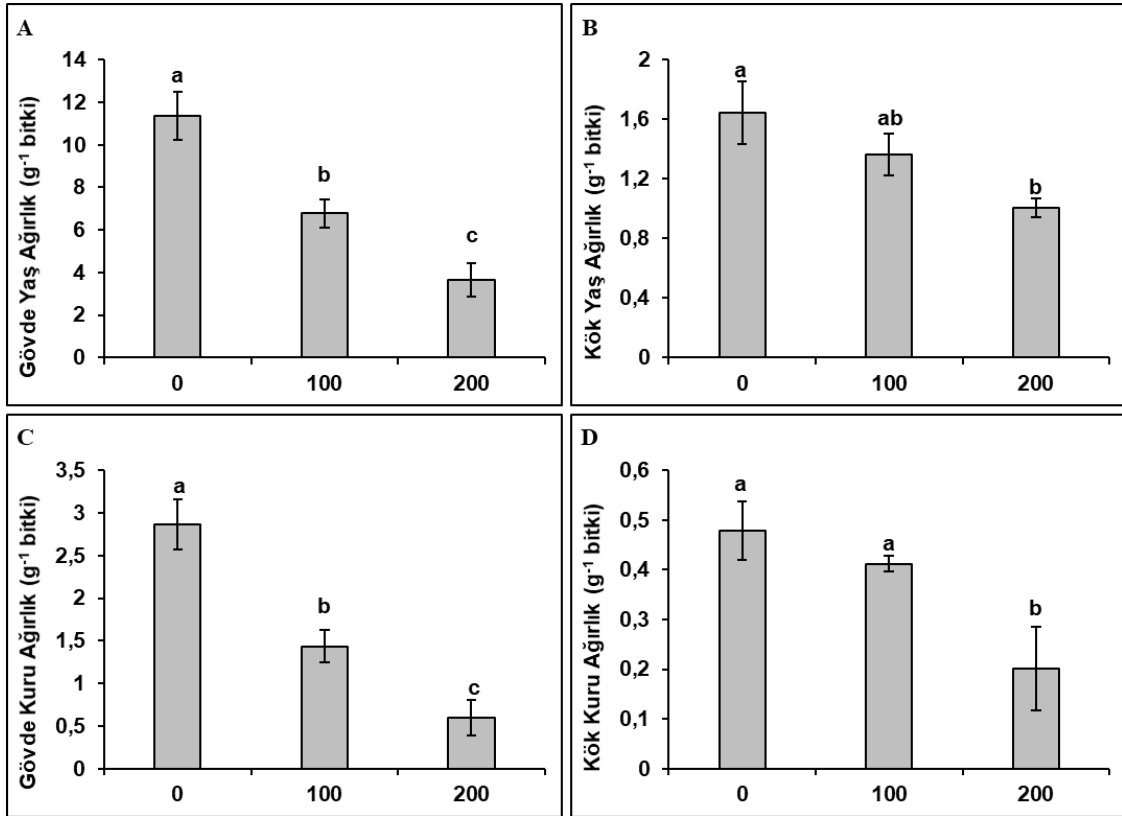 A
Gövde Yaş Ağırlık (g⁻¹ bitki)
14
12
10
8
6
4
2
0
a
b
c
0 100 200
B
Kök Yaş Ağırlık (g⁻¹ bitki)
2
1,6
1,2
0,8
0,4
0
a
ab
b
0 100 200
C
Gövde Kuru Ağırlık (g⁻¹ bitki)
3,5
3
2,5
2
1,5
1
0,5
0
a
b
c
0 100 200
D
Kök Kuru Ağırlık (g⁻¹ bitki)
0,6
0,5
0,4
0,3
0,2
0,1
0
a
a
b
0 100 200